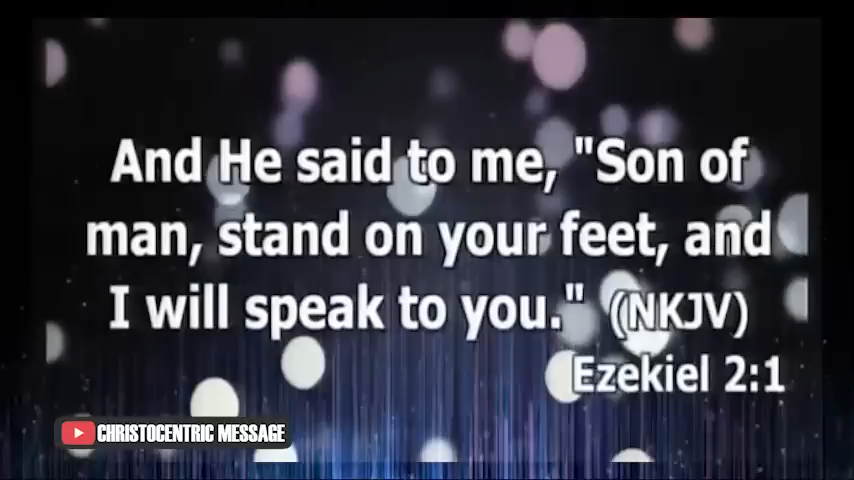 And He said to me, "Son of
man, stand on your feet, and
I will speak to you." (NKJV)
Ezekiel 2:1
CHRISTOCENTRIC MESSAGE